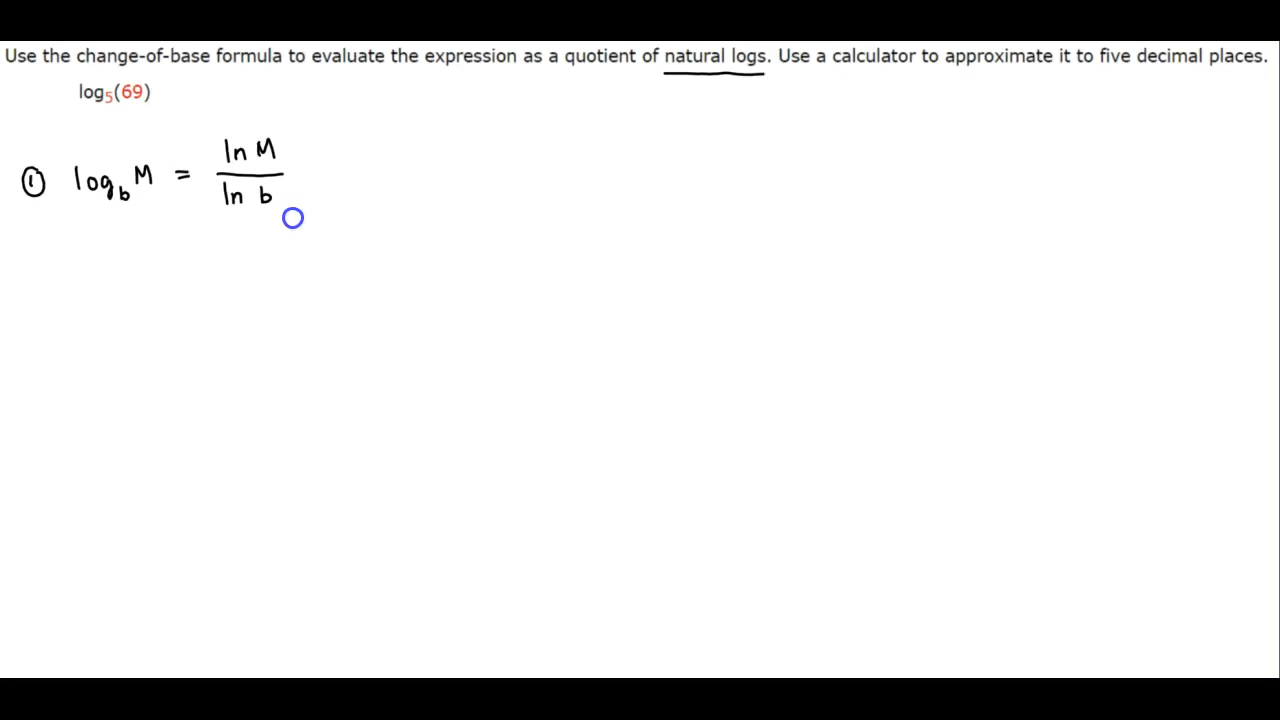 Use the change-of-base formula to evaluate the expression as a quotient of natural logs. Use a calculator to approximate it to five decimal places.
log₅(69)
① log_b M = ln M / ln b